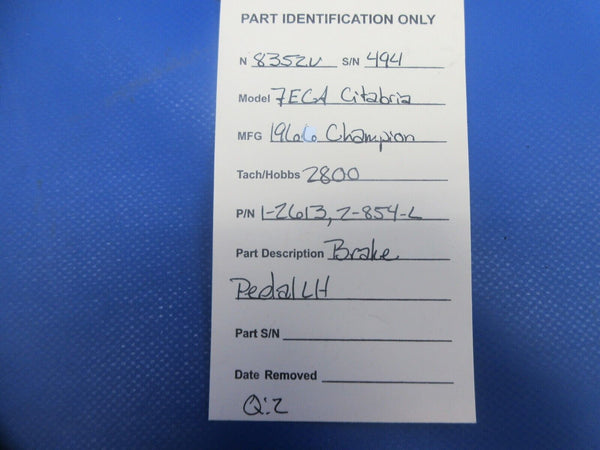 PART IDENTIFICATION ONLY
N 8352V S/N 494
Model 7ECA Citabria
MFG 1966 Champion
Tach/Hobbs 2800
P/N 1-2613, 2-854-L
Part Description Brake
Pedal LH
Part S/N
Date Removed
Q:2